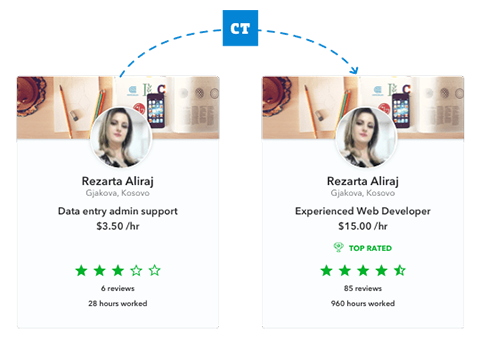 CT
Rezarta Aliraj
Gjakova, Kosovo
Data entry admin support
$3.50 /hr
6 reviews
28 hours worked
Rezarta Aliraj
Gjakova, Kosovo
Experienced Web Developer
$15.00 /hr
TOP RATED
85 reviews
960 hours worked